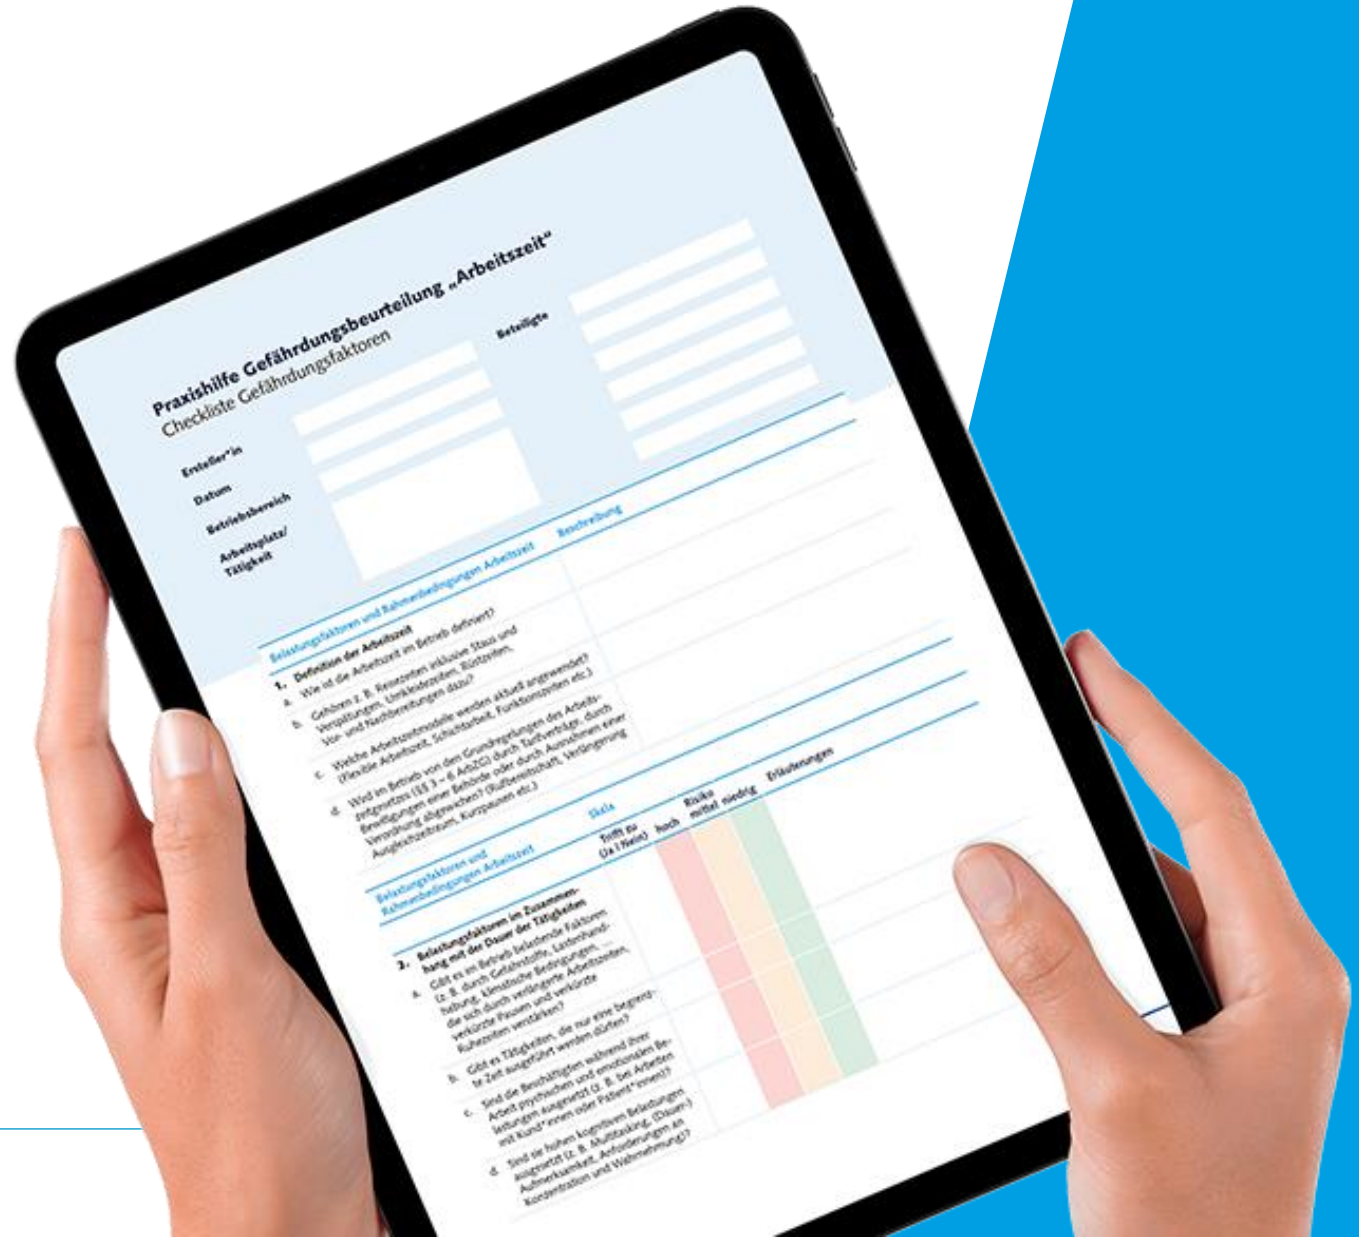 Praxishilfe Gefährdungsbeurteilung „Arbeitszeit“
Checkliste Gefährdungsfaktoren
Ersteller*in
Datum
Betriebsbereich
Arbeitsplatz/
Tätigkeit
Beteiligte
Belastungsfaktoren und Rahmenbedingungen Arbeitszeit
Beschreibung
1. Definition der Arbeitszeit
a. Wie ist die Arbeitszeit im Betrieb definiert?
b. Gehören z. B. Reisezeiten inklusive Staus und
Verspätungen, Umkleidezeiten, Rüstzeiten,
Vor- und Nachbereitungen dazu?
c. Welche Arbeitszeitmodelle werden aktuell angewendet?
(Flexible Arbeitszeit, Schichtarbeit, Funktionszeiten etc.)
d. Wird im Betrieb von den Grundregelungen des Arbeits-
zeitgesetzes (§§ 3 – 6 ArbZG) durch Tarifverträge, durch
Bewilligungen einer Behörde oder durch Ausnahmen einer
Verordnung abgewichen? (Rufbereitschaft, Verlängerung
Ausgleichzeitraum, Kurzpausen etc.)
Belastungsfaktoren und
Rahmenbedingungen Arbeitszeit
Skala
Trifft zu
(Ja I Nein)
Risiko
hoch mittel niedrig
Erläuterungen
2. Belastungsfaktoren im Zusammen-
hang mit der Dauer der Tätigkeiten
a. Gibt es im Betrieb belastende Faktoren
(z. B. durch Gefahrstoffe, Lastenhand-
habung, klimatische Bedingungen, ...
die sich durch verlängerte Arbeitszeiten,
verkürzte Pausen und verkürzte
Ruhezeiten verstärken?
b. Gibt es Tätigkeiten, die nur eine begrenz-
te Zeit ausgeführt werden dürfen?
c. Sind die Beschäftigten während ihrer
Arbeit psychischen und emotionalen Be-
lastungen ausgesetzt (z. B. bei Arbeiten
mit Kund*innen oder Patient*innen)?
d. Sind sie hohen kognitiven Belastungen
ausgesetzt (z. B. Multitasking, (Dauer-)
Aufmerksamkeit, Anforderungen an
Konzentration und Wahrnehmung)?